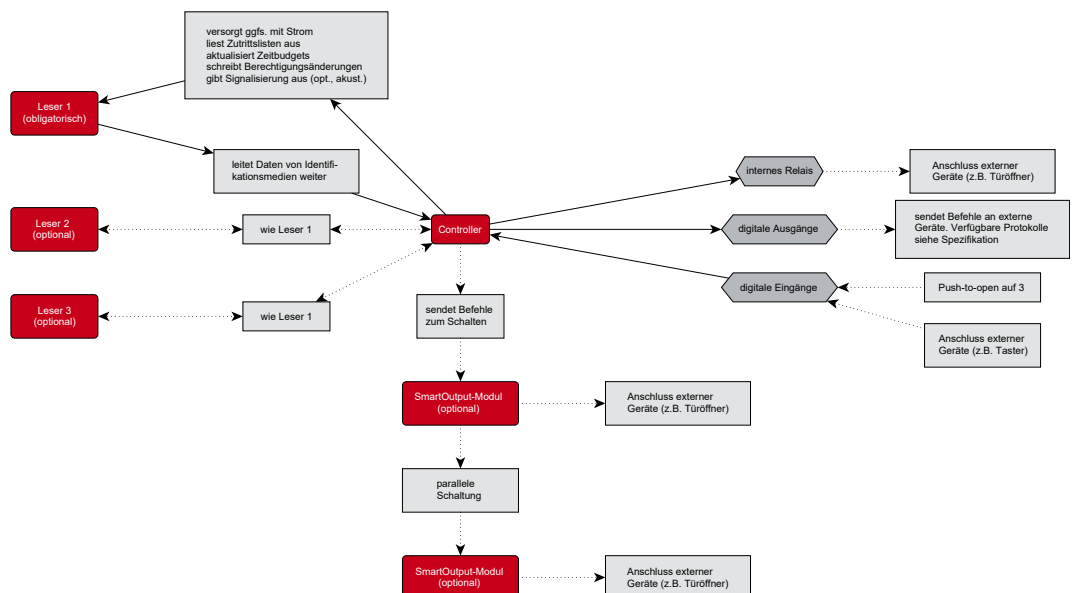 versorgt ggfs. mit Strom
liest Zutrittslisten aus
aktualisiert Zeitbudgets
schreibt Berechtigungsänderungen
gibt Signalisierung aus (opt., akust.)
Leser 1
(obligatorisch)
leitet Daten von Identifi-
kationsmedien weiter
internes Relais
Anschluss externer
Geräte (z.B. Türöffner)
Leser 2
(optional)
wie Leser 1
Controller
digitale Ausgänge
sendet Befehle an externe
Geräte. Verfügbare Protokolle
siehe Spezifikation
digitale Eingänge
Push-to-open auf 3
Leser 3
(optional)
wie Leser 1
sendet Befehle
zum Schalten
Anschluss externer
Geräte (z.B. Taster)
SmartOutput-Modul
(optional)
Anschluss externer
Geräte (z.B. Türöffner)
parallele
Schaltung
SmartOutput-Modul
(optional)
Anschluss externer
Geräte (z.B. Türöffner)